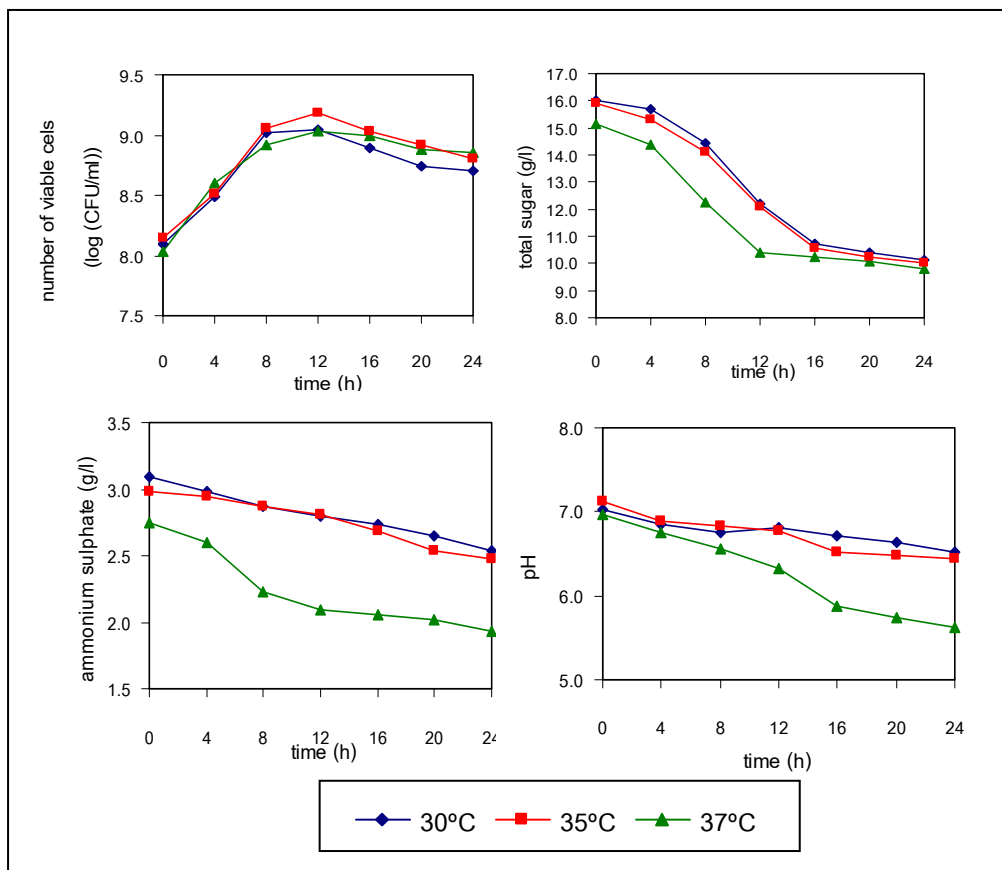 number of viable cells
(log (CFU/ml))
9.5
9.0
8.5
8.0
7.5
0 4 8 12 16 20 24
time (h)
total sugar (g/l)
17.0
16.0
15.0
14.0
13.0
12.0
11.0
10.0
9.0
8.0
0 4 8 12 16 20 24
time (h)
ammonium sulphate (g/l)
3.5
3.0
2.5
2.0
1.5
0 4 8 12 16 20 24
time (h)
pH
8.0
7.0
6.0
5.0
0 4 8 12 16 20 24
time (h)
30ºC 35ºC 37ºC